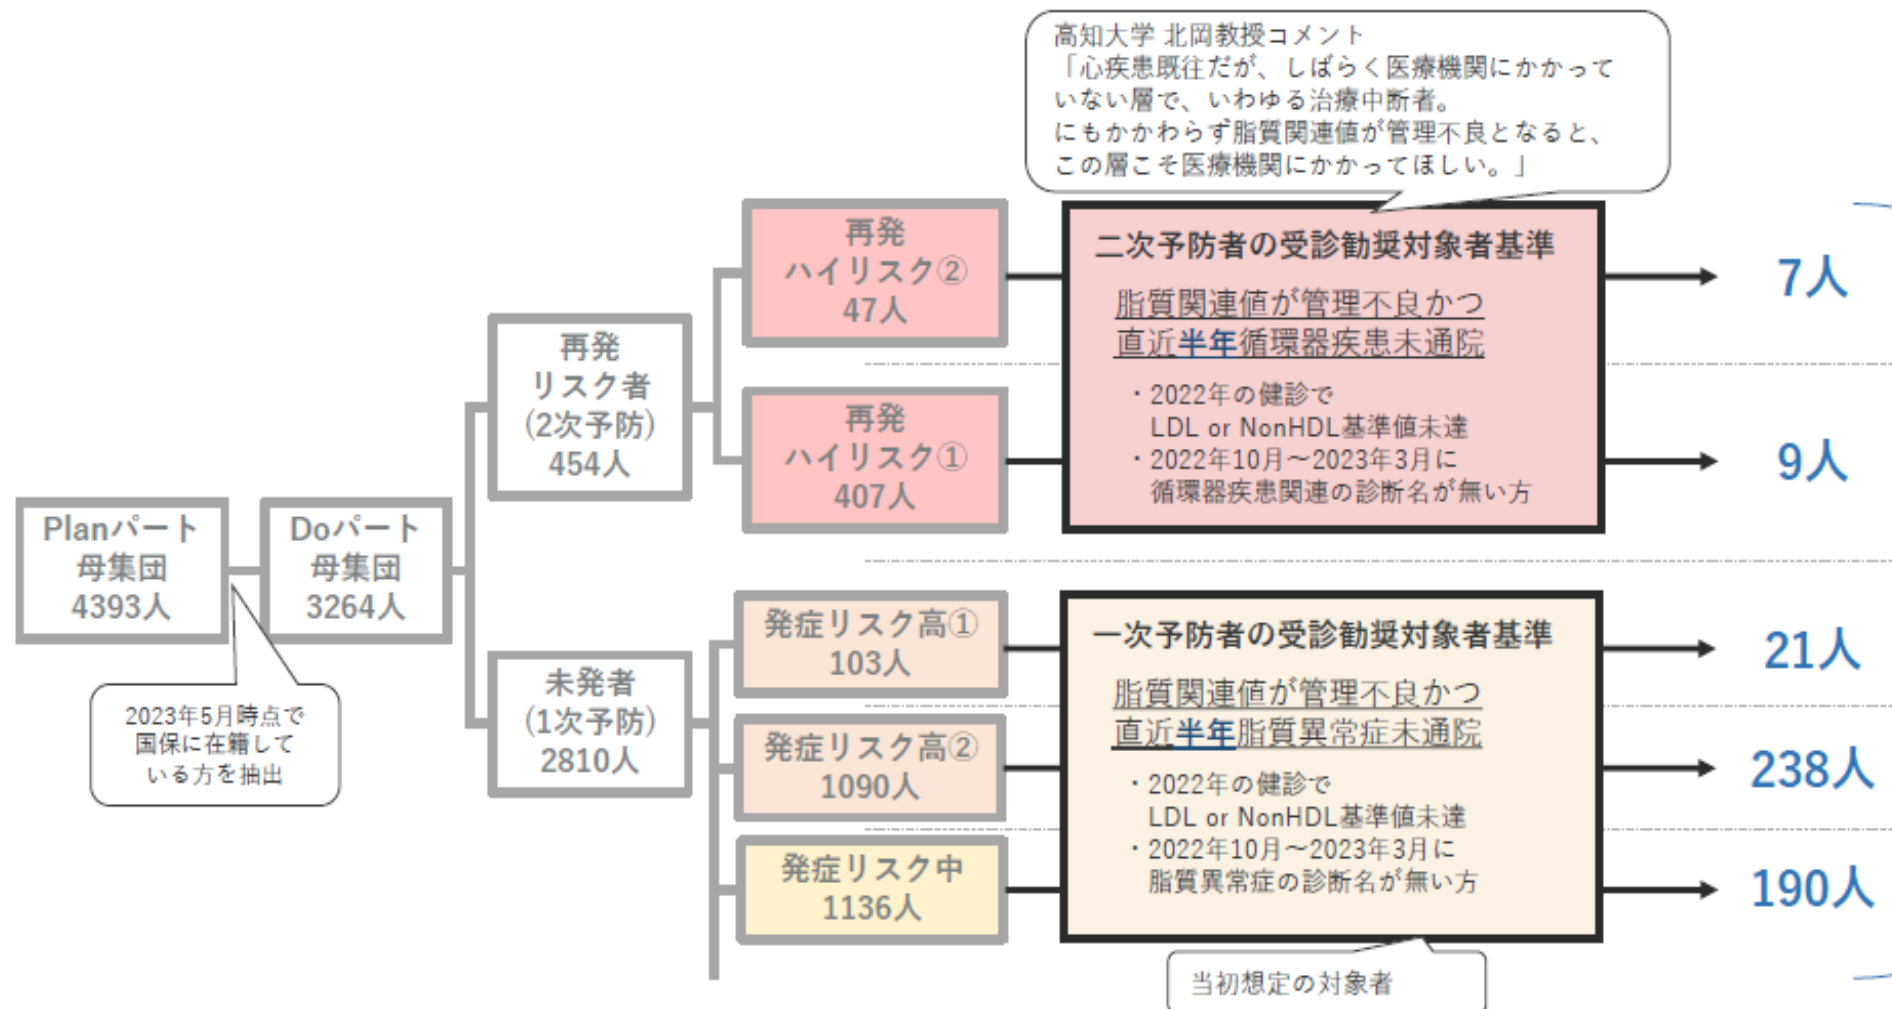 高知大学 北岡教授コメント
「心疾患既往だが、しばらく医療機関にかかって
いない層で、いわゆる治療中断者。
にもかかわらず脂質関連値が管理不良となると、
この層こそ医療機関にかかってほしい。」
Planパート
母集団
4393人
2023年5月時点で
国保に在籍して
いる方を抽出
Doパート
母集団
3264人
再発
リスク者
(2次予防)
454人
未発者
(1次予防)
2810人
再発
ハイリスク②
47人
再発
ハイリスク①
407人
発症リスク高①
103人
発症リスク高②
1090人
発症リスク中
1136人
二次予防者の受診勧奨対象者基準
脂質関連値が管理不良かつ
直近半年循環器疾患未通院
・2022年の健診で
LDL or NonHDL基準値未達
・2022年10月～2023年3月に
循環器疾患関連の診断名が無い方
一次予防者の受診勧奨対象者基準
脂質関連値が管理不良かつ
直近半年脂質異常症未通院
・2022年の健診で
LDL or NonHDL基準値未達
・2022年10月～2023年3月に
脂質異常症の診断名が無い方
当初想定の対象者
7人
9人
21人
238人
190人